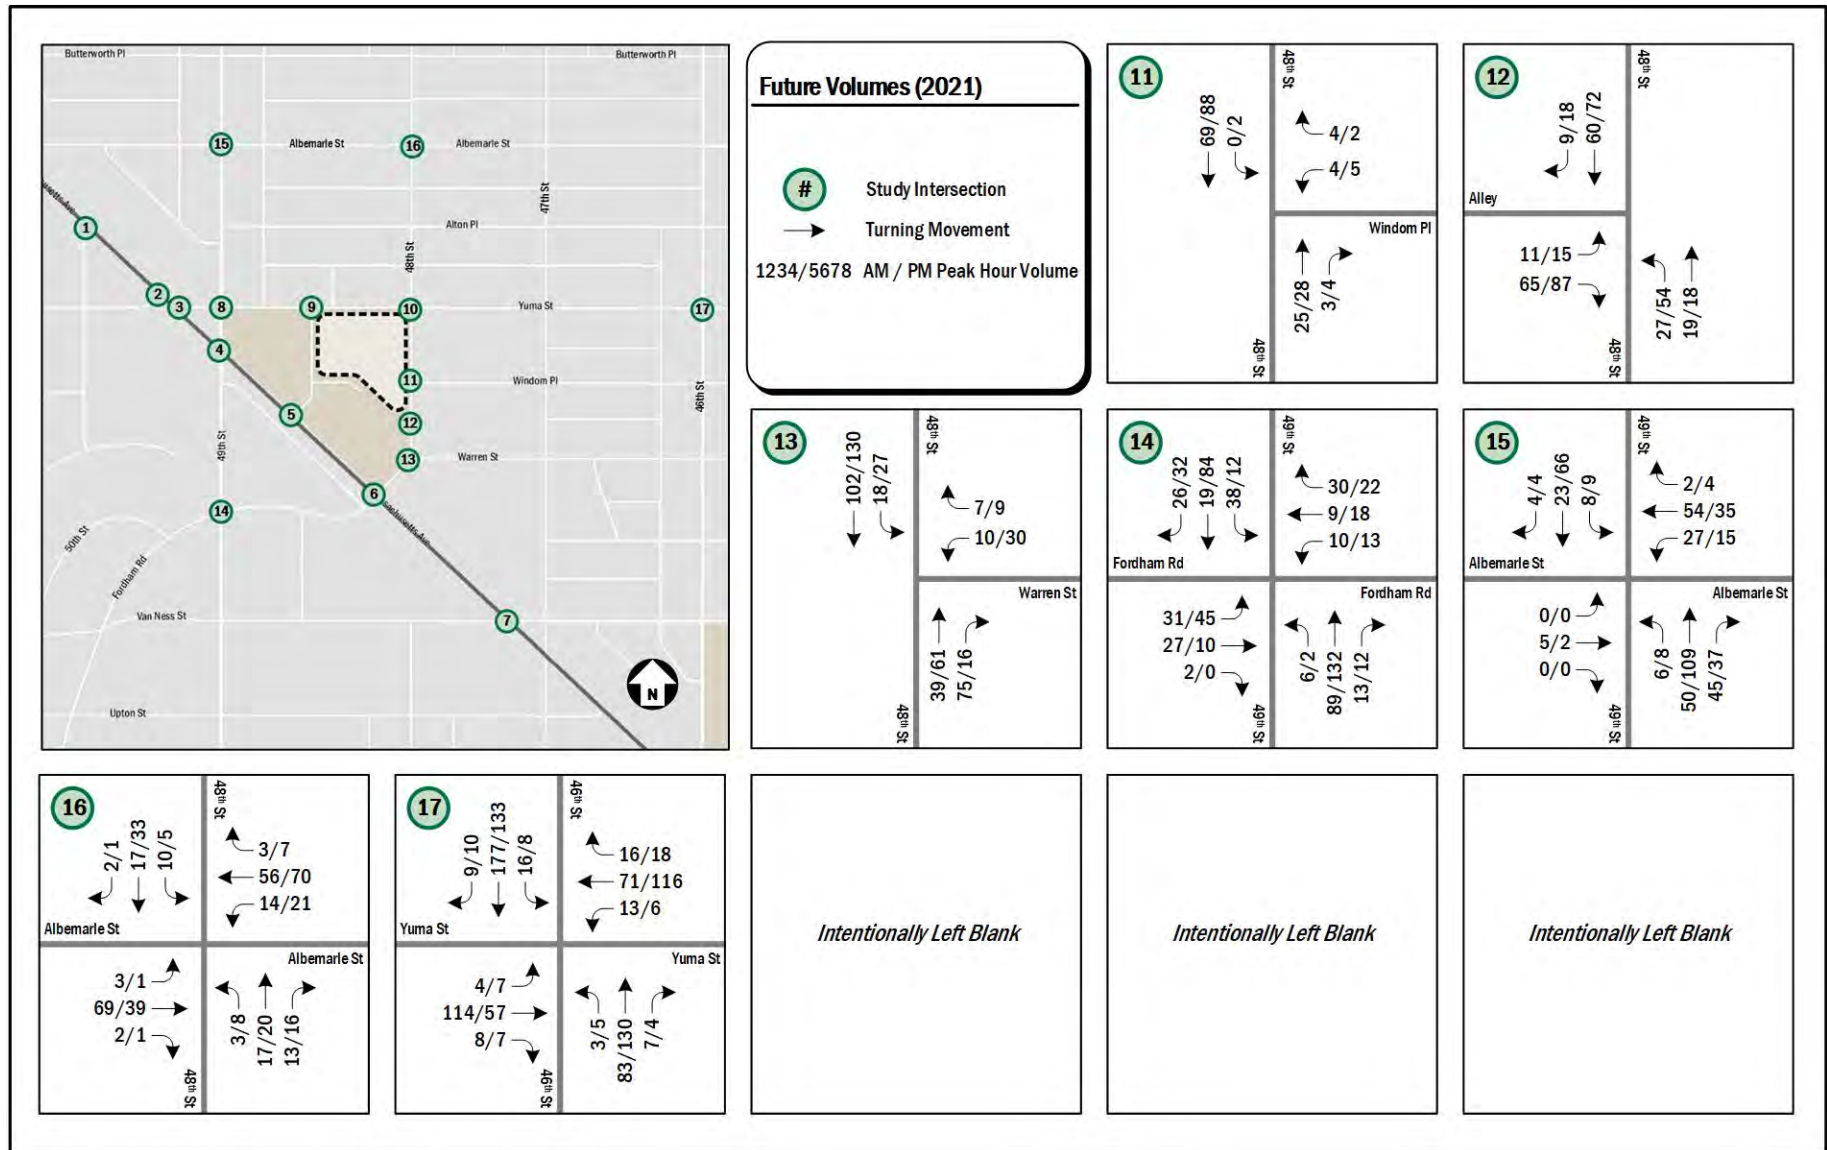 Butterworth Pl
Butterworth Pl
15
Albemarle St
16
Albemarle St
47th St
1
Alton Pl
48th St
2
3
8
9
10
Yuma St
17
4
11
Windom Pl
46th St
5
12
49th St
13
Warren St
6
14
50th St
Fordham Rd
Van Ness St
7
N
Upton St
Future Volumes (2021)
# Study Intersection
Turning Movement
1234/5678 AM / PM Peak Hour Volume
11
48th St
69/88
0/2
4/2
4/5
Windom Pl
25/28
3/4
48th St
12
48th St
9/18
60/72
Alley
11/15
65/87
27/54
19/18
48th St
13
48th St
102/130
18/27
7/9
10/30
Warren St
39/61
75/16
48th St
14
49th St
26/32
19/84
38/12
30/22
9/18
10/13
Fordham Rd
Fordham Rd
31/45
27/10
2/0
6/2
89/132
13/12
49th St
15
49th St
4/4
23/66
8/9
2/4
54/35
27/15
Albemarle St
Albemarle St
0/0
5/2
0/0
6/8
50/109
45/37
49th St
16
48th St
2/1
17/33
10/5
3/7
56/70
14/21
Albemarle St
Albemarle St
3/1
69/39
2/1
3/8
17/20
13/16
48th St
17
46th St
9/10
177/133
16/8
16/18
71/116
13/6
Yuma St
Yuma St
4/7
114/57
8/7
3/5
83/130
7/4
46th St
Intentionally Left Blank
Intentionally Left Blank
Intentionally Left Blank